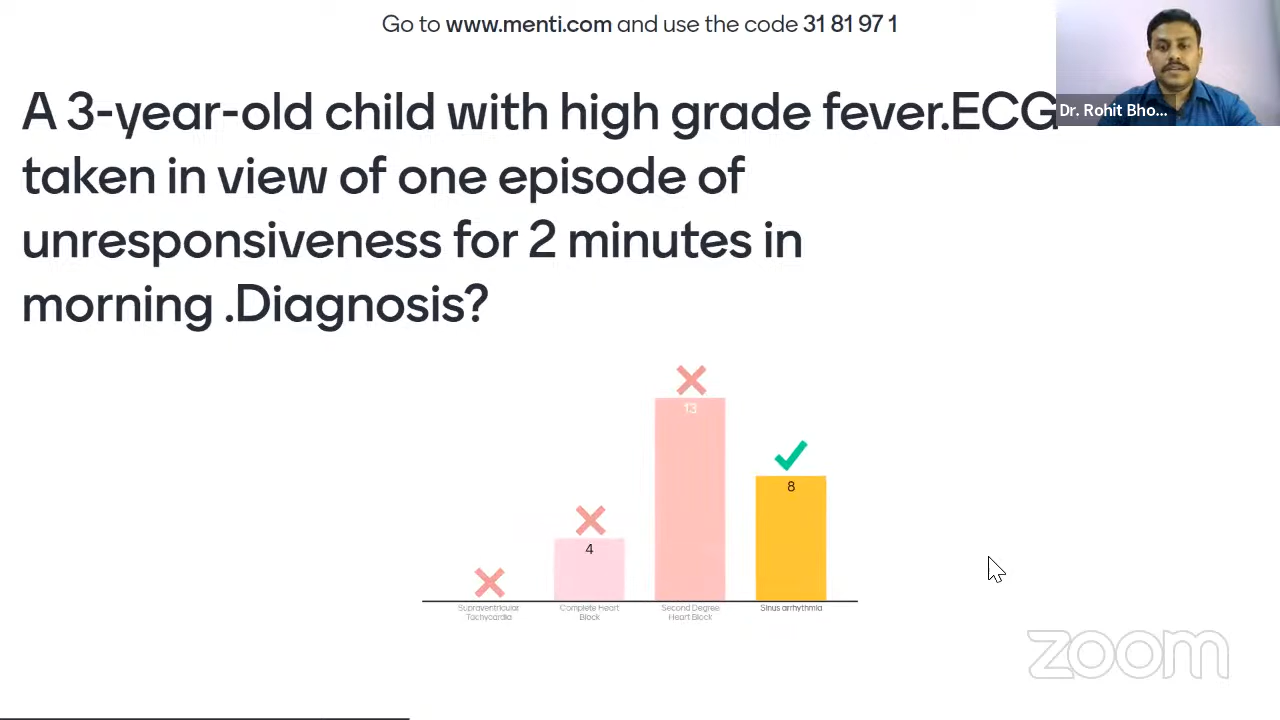 Go to www.menti.com and use the code 31 81 97 1
A 3-year-old child with high grade fever.ECG
taken in view of one episode of
unresponsiveness for 2 minutes in
morning .Diagnosis?
Dr. Rohit Bho...
13
8
4
Supraventricular
Tachycardia
Complete Heart
Block
Second Degree
Heart Block
Sinus arrhythmia
zoom